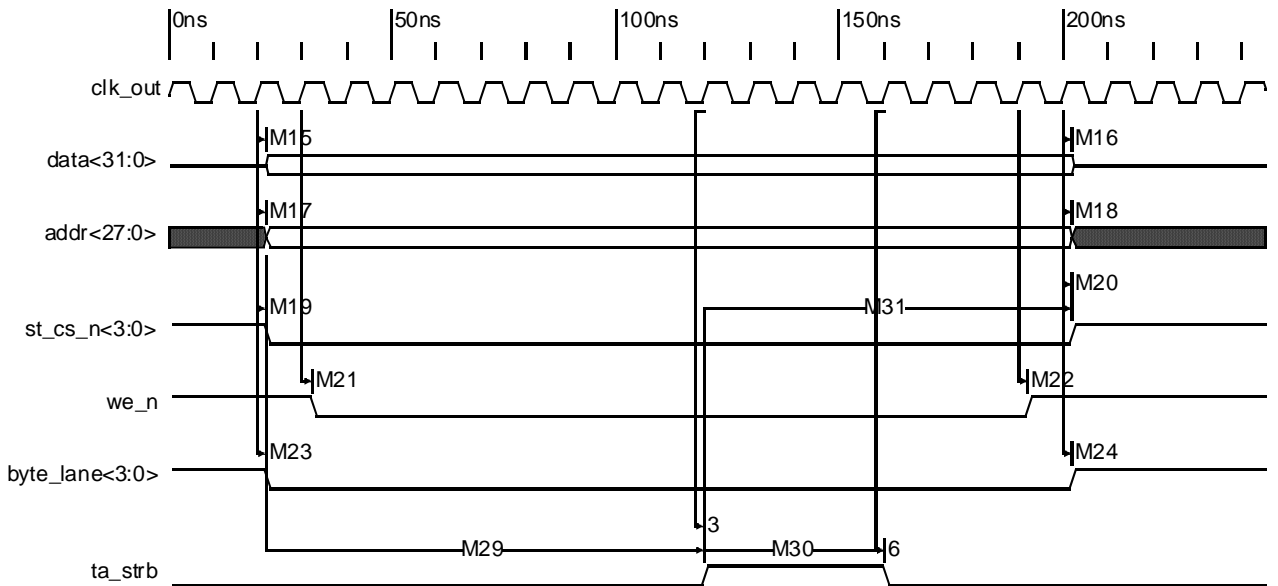 0ns 50ns 100ns 150ns 200ns
clk_out
M15 M16
data<31:0>
M17 M18
addr<27:0>
M20
M19 M31
st_cs_n<3:0>
M21 M22
we_n
M23 M24
byte_lane<3:0>
3
M29 M30 6
ta_strb